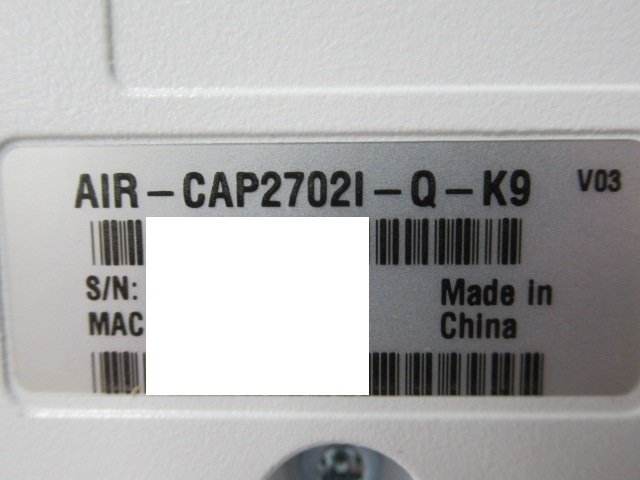 AIR-CAP2702I-Q-K9 V03
S/N:
MAC
Made in
China